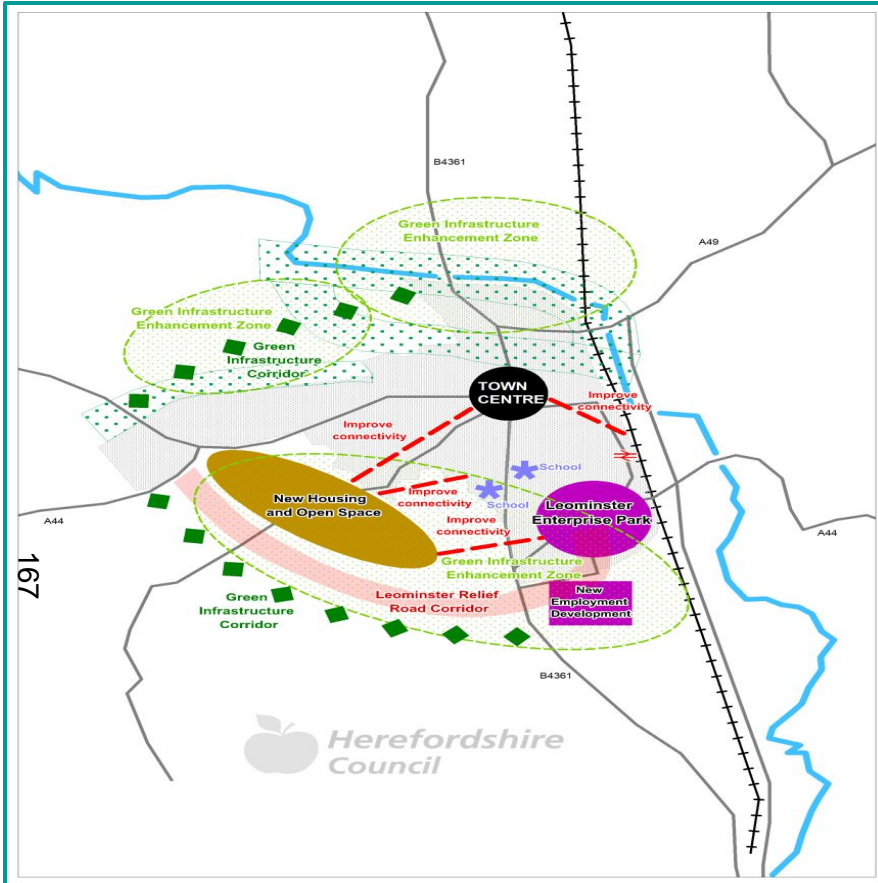 B4361
Green Infrastructure
Enhancement Zone
A49
Green Infrastructure
Enhancement Zone
Green
Infrastructure
Corridor
TOWN
CENTRE
Improve
connectivity
Improve
connectivity
School
School
New Housing
and Open Space
Improve
connectivity
Improve
connectivity
Leominster
Enterprise Park
A44
A44
Green Infrastructure
Enhancement Zone
Leominster Relief
Road Corridor
New
Employment
Development
Green
Infrastructure
Corridor
B4361
Herefordshire
Council
167